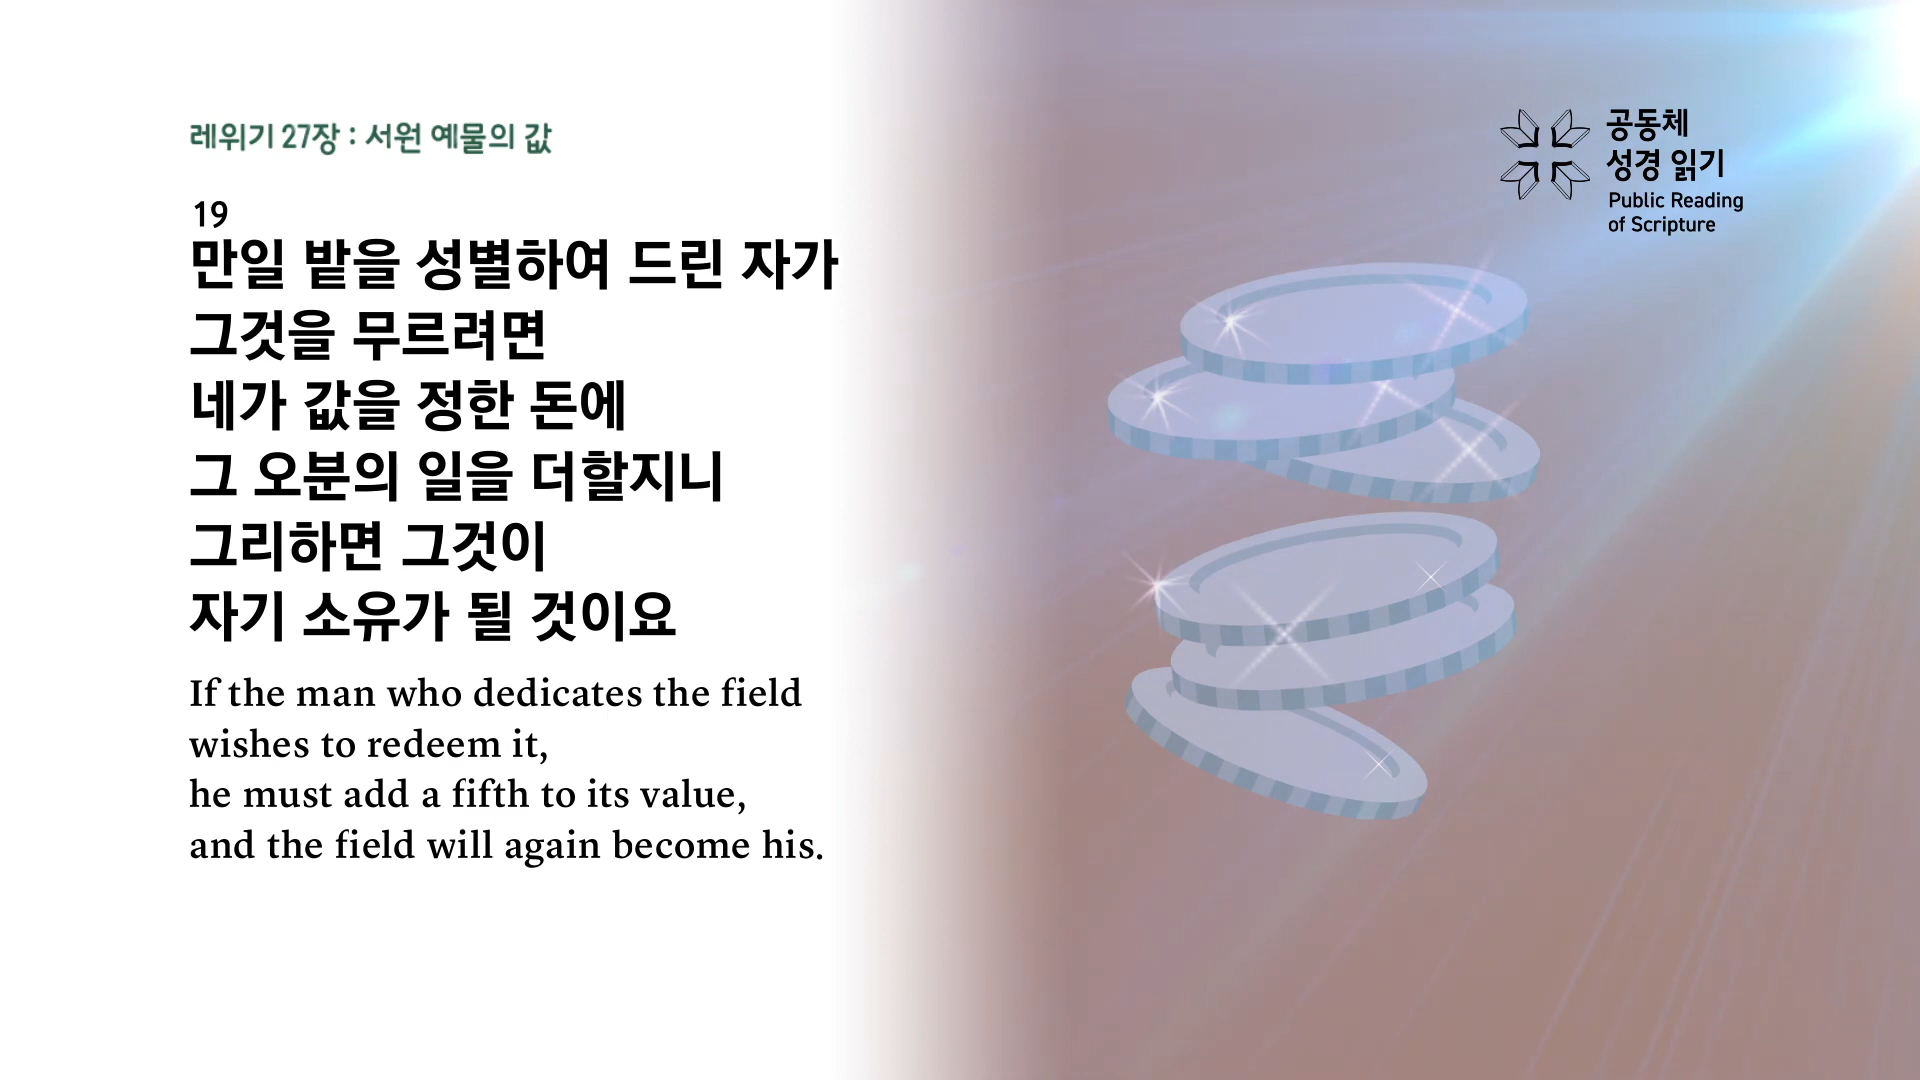 레위기 27장 : 서원 예물의 값
19
만일 밭을 성별하여 드린 자가
그것을 무르려면
네가 값을 정한 돈에
그 오분의 일을 더할지니
그리하면 그것이
자기 소유가 될 것이요
If the man who dedicates the field
wishes to redeem it,
he must add a fifth to its value,
and the field will again become his.
공동체
성경 읽기
Public Reading
of Scripture